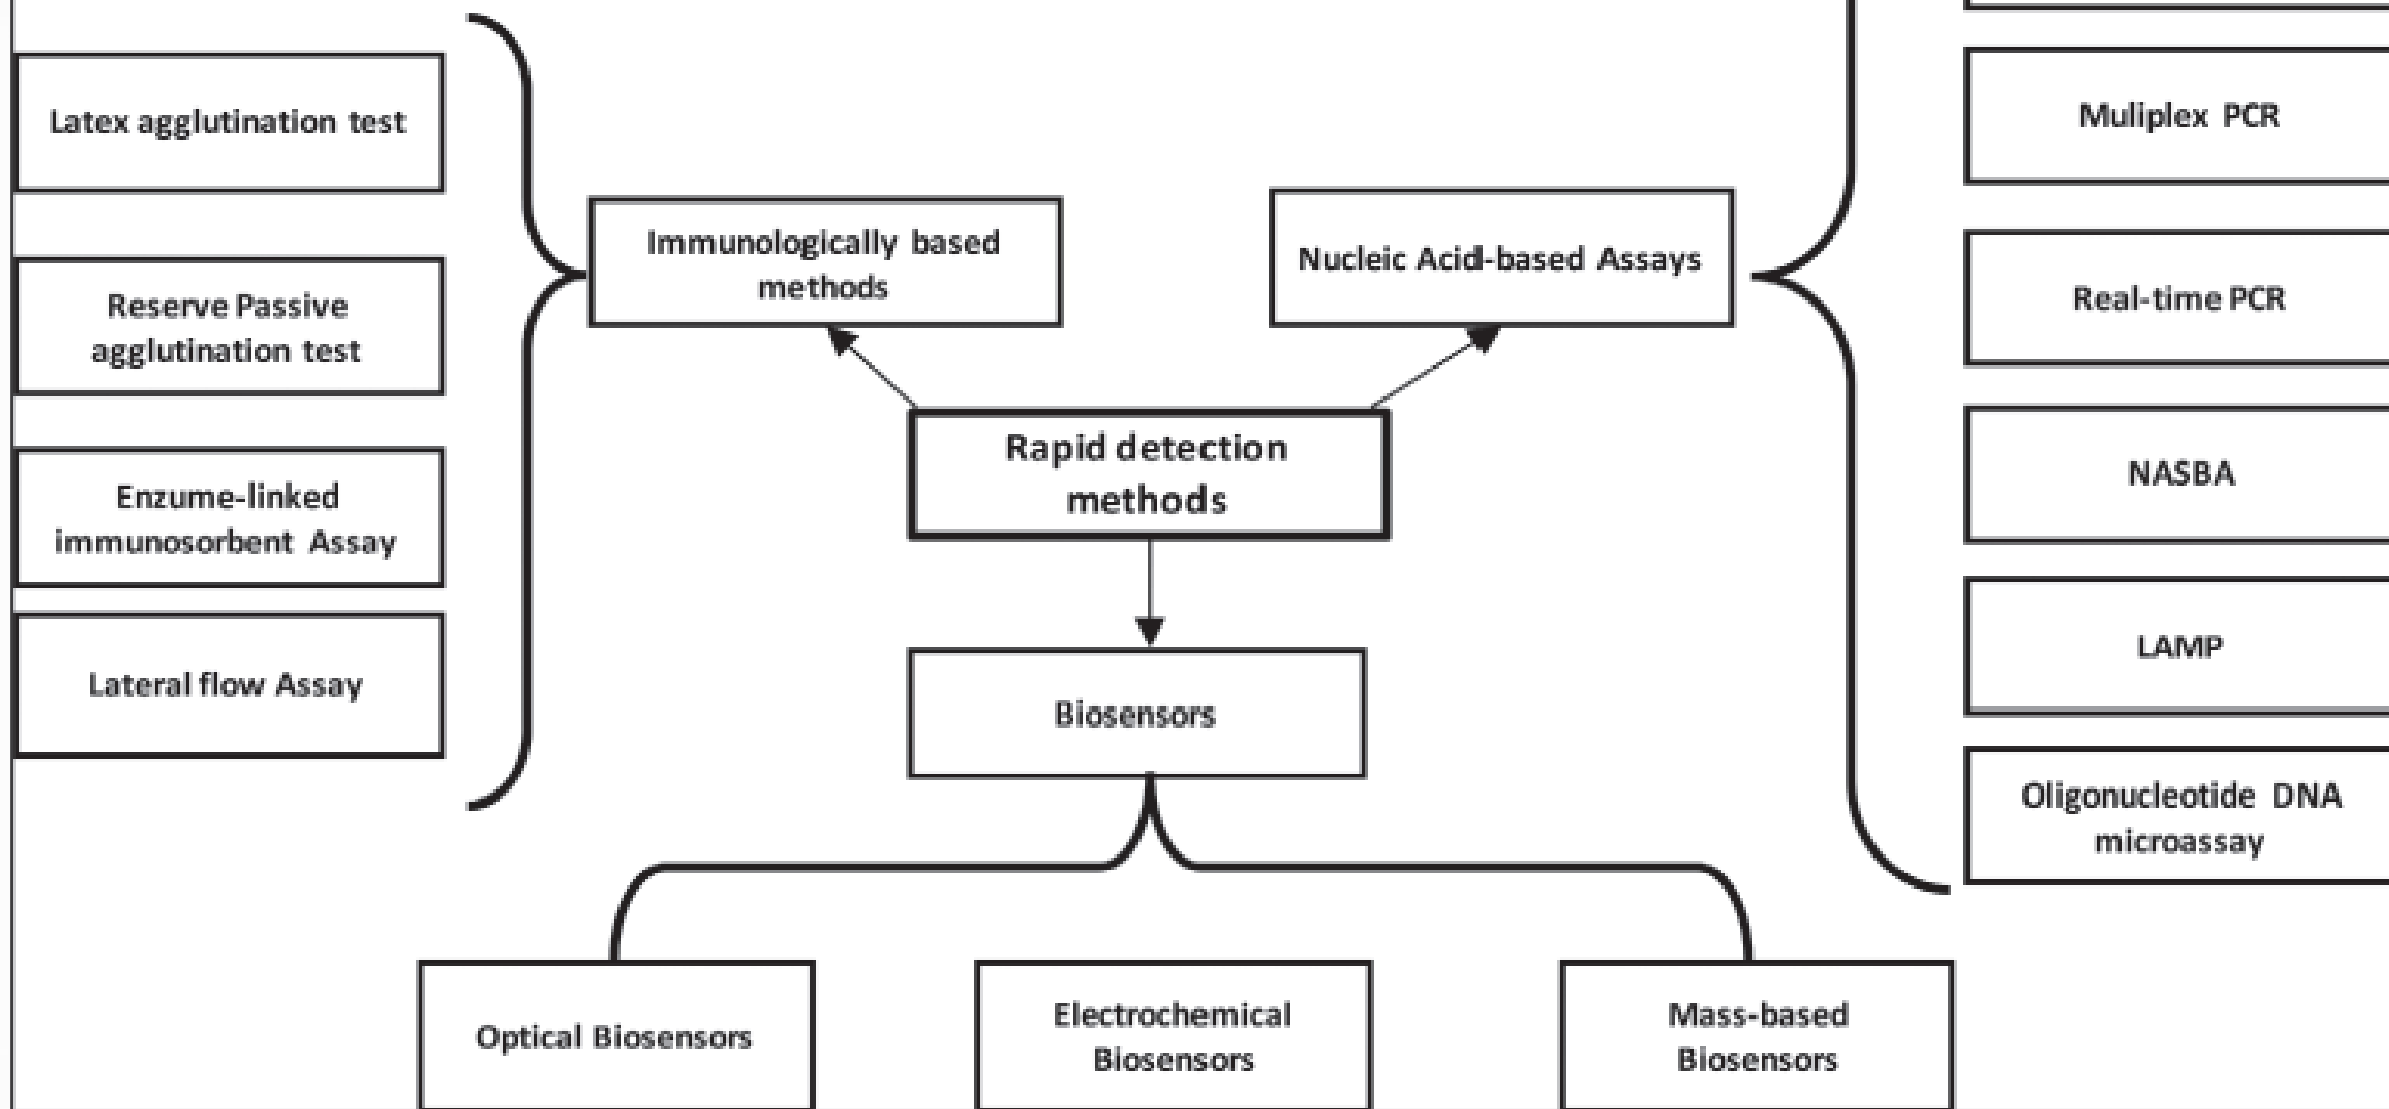 Latex agglutination test
Reserve Passive
agglutination test
Enzume-linked
immunosorbent Assay
Lateral flow Assay
Immunologically based
methods
Nucleic Acid-based Assays
Rapid detection
methods
Biosensors
Muliplex PCR
Real-time PCR
NASBA
LAMP
Oligonucleotide DNA
microassay
Optical Biosensors
Electrochemical
Biosensors
Mass-based
Biosensors